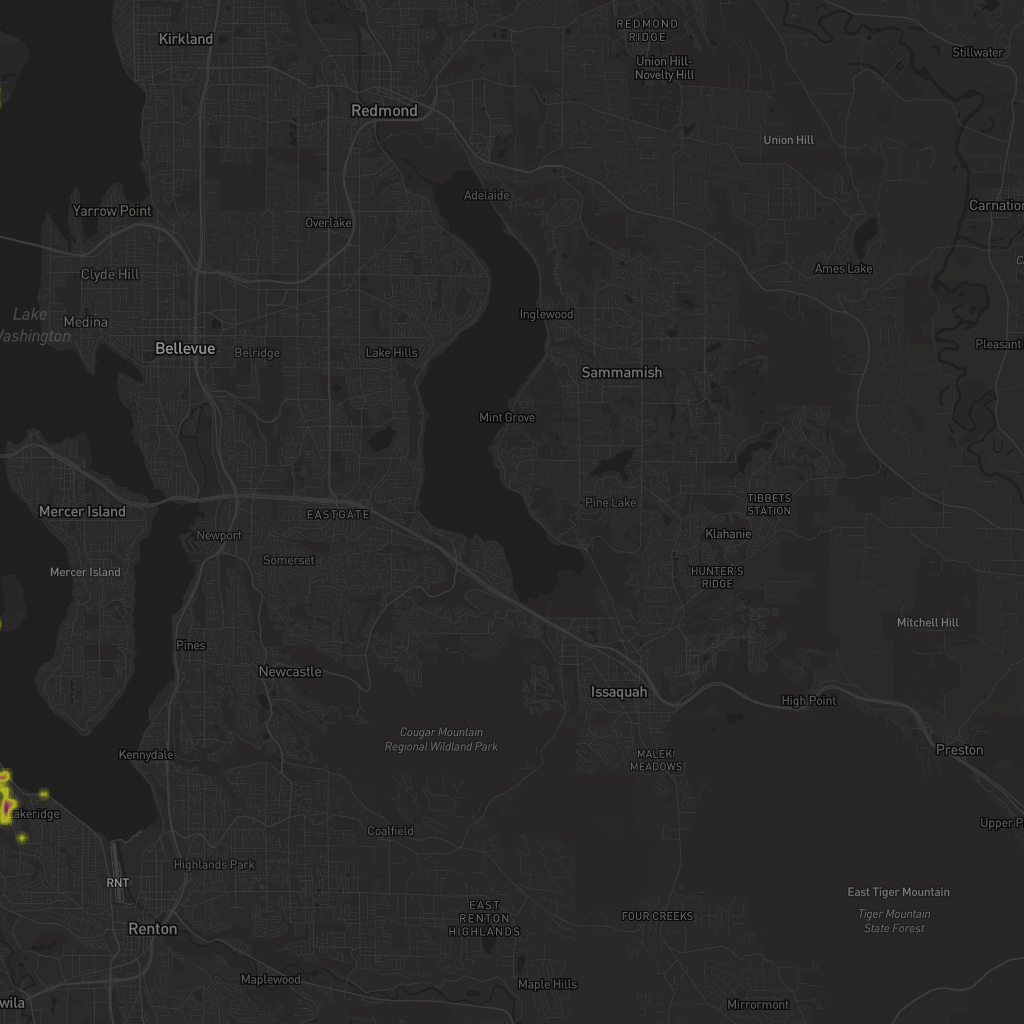 REDMOND
RIDGE
Kirkland
Stillwater
Union Hill-
Novelty Hill
Redmond
Union Hill
Adelaide
Carnation
Yarrow Point
Overlake
Clyde Hill
Ames Lake
Lake
Washington
Inglewood
Medina
Pleasant
Bellevue
Belridge
Lake Hills
Sammamish
Mint Grove
TIBBETS
STATION
Pine Lake
Mercer Island
EASTGATE
Newport
Klahanie
Somerset
Mercer Island
HUNTER'S
RIDGE
Mitchell Hill
Pines
Newcastle
Issaquah
High Point
Cougar Mountain
Regional Wildland Park
Preston
Kennydale
MALEKI
MEADOWS
Lakeridge
Upper P
Coalfield
Highlands Park
RNT
East Tiger Mountain
EAST
RENTON
HIGHLANDS
FOUR CREEKS
Tiger Mountain
State Forest
Renton
Maplewood
Maple Hills
wila
Mirrormont